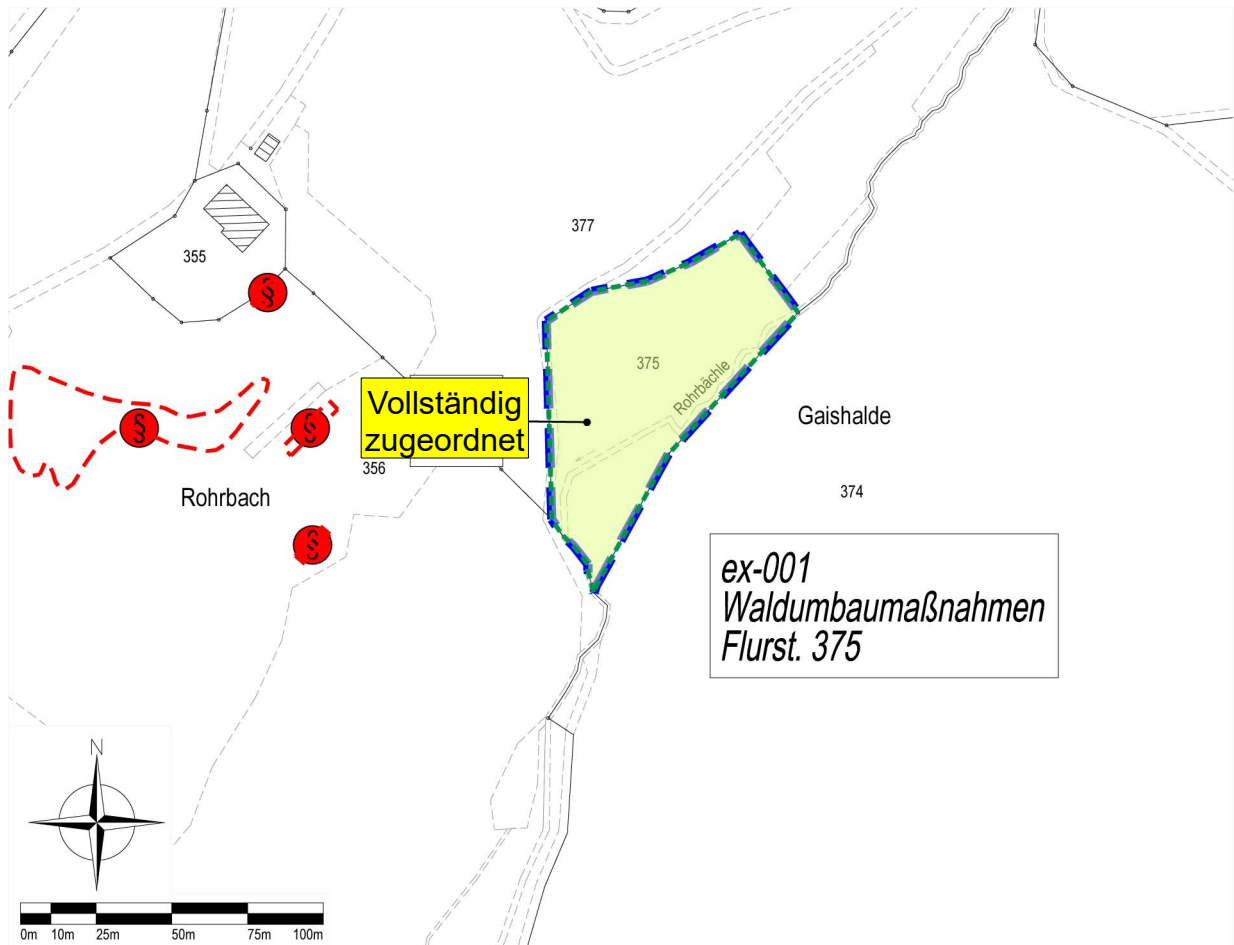 377
355
§
375
Rohrbächle
Vollständig
zugeordnet
Gaishalde
§
§
356
Rohrbach
374
§
ex-001
Waldumbaumaßnahmen
Flurst. 375
N
0m 10m 25m 50m 75m 100m